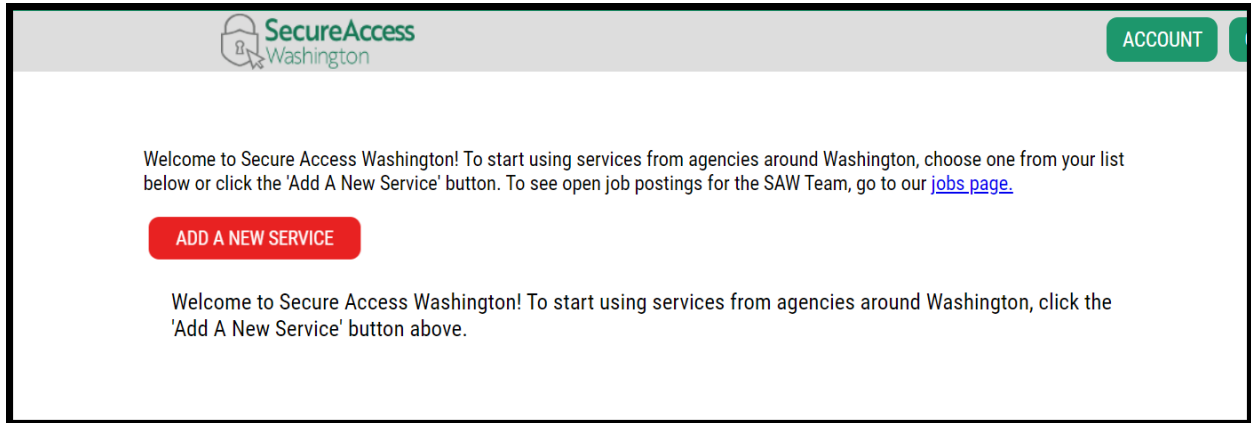 SecureAccess
Washington
ACCOUNT
Welcome to Secure Access Washington! To start using services from agencies around Washington, choose one from your list
below or click the 'Add A New Service' button. To see open job postings for the SAW Team, go to our jobs page.
ADD A NEW SERVICE
Welcome to Secure Access Washington! To start using services from agencies around Washington, click the
'Add A New Service' button above.